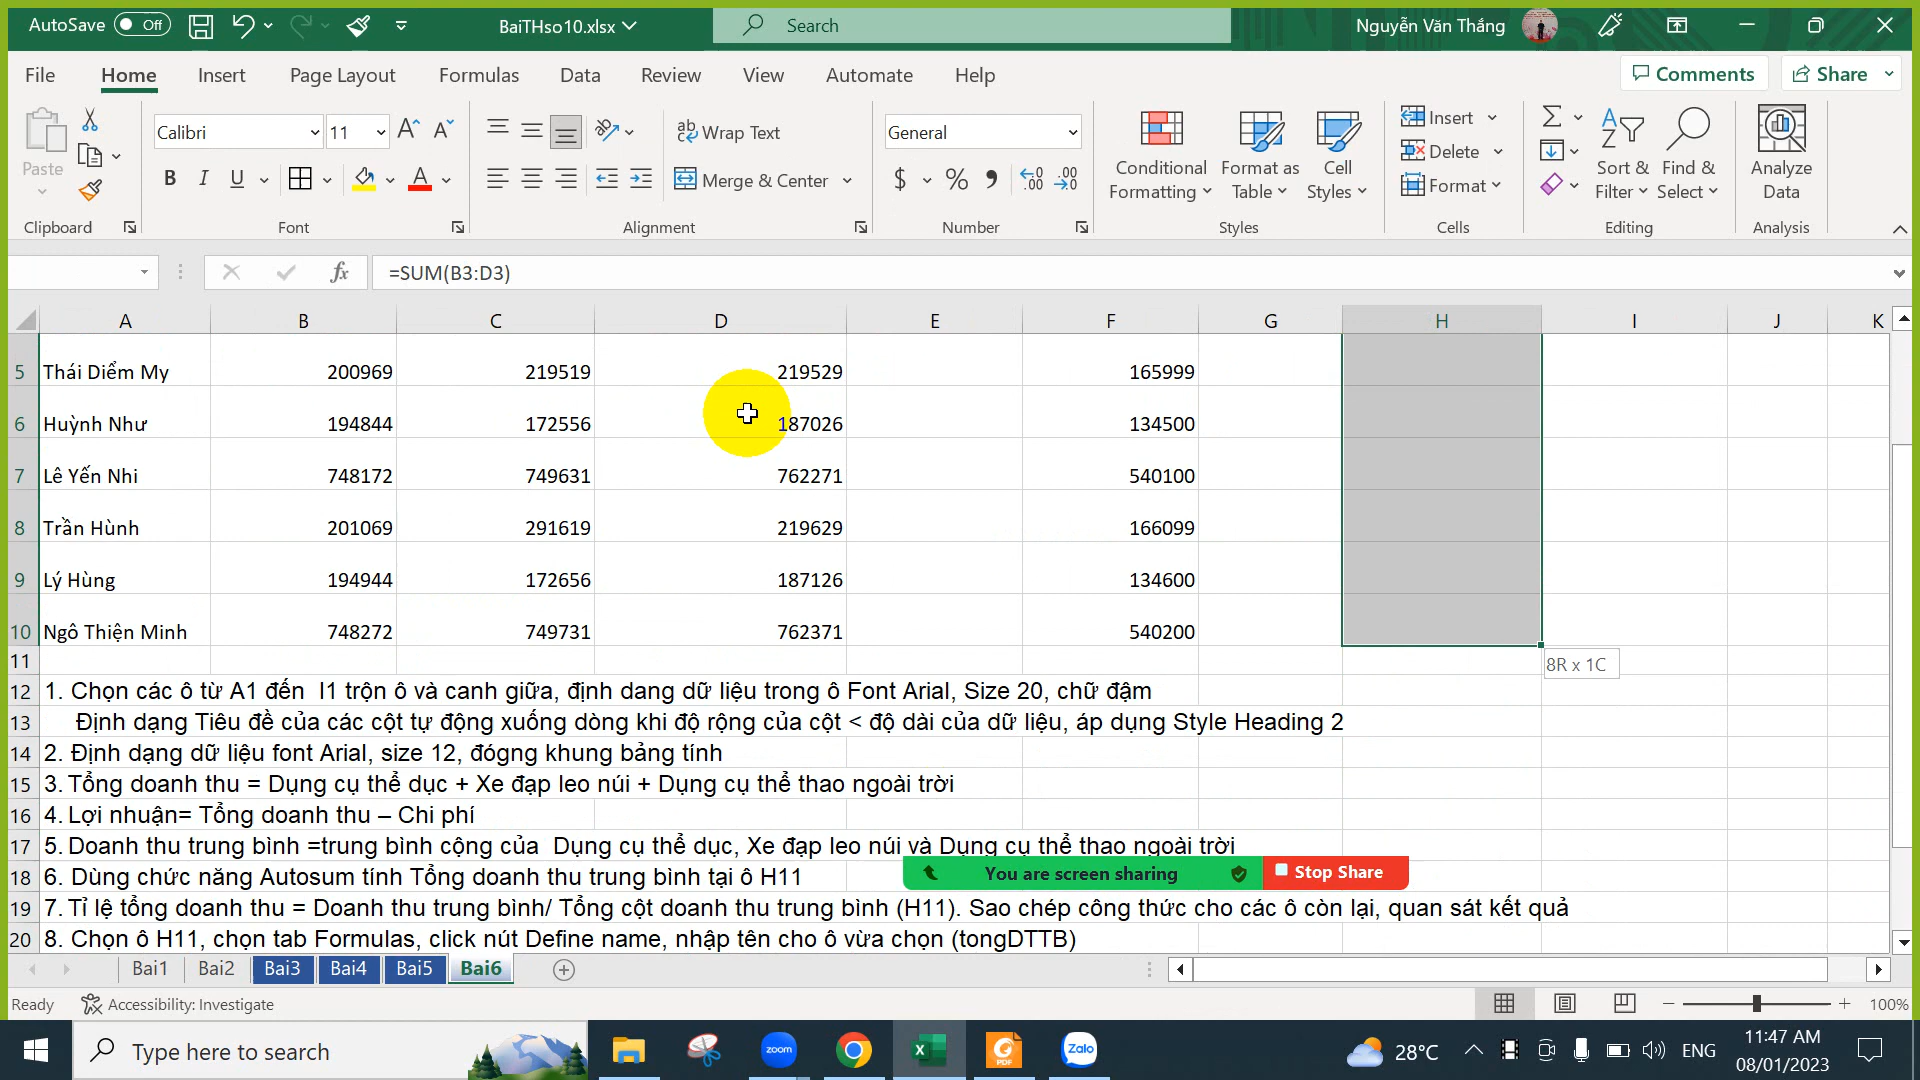 AutoSave Off BaiTHso10.xlsx Search Nguyễn Văn Thắng
File Home Insert Page Layout Formulas Data Review View Automate Help Comments Share
Paste Calibri 11 Wrap Text General Conditional Formatting Format as Table Cell Styles Insert Sort & Filter Find & Select Analyze Data
B I U Merge & Center $ % Delete Format
Clipboard Font Alignment Number Styles Cells Editing Analysis
fx =SUM(B3:D3)
A B C D E F G H I J K
5 Thái Diểm My 200969 219519 219529 165999
6 Huỳnh Như 194844 172556 187026 134500
7 Lê Yến Nhi 748172 749631 762271 540100
8 Trần Hùnh 201069 291619 219629 166099
9 Lý Hùng 194944 172656 187126 134600
10 Ngô Thiện Minh 748272 749731 762371 540200
11 8R x 1C
12 1. Chọn các ô từ A1 đến I1 trộn ô và canh giữa, định dang dữ liệu trong ô Font Arial, Size 20, chữ đậm
13 Định dạng Tiêu đề của các cột tự động xuống dòng khi độ rộng của cột < độ dài của dữ liệu, áp dụng Style Heading 2
14 2. Định dạng dữ liệu font Arial, size 12, đógng khung bảng tính
15 3. Tổng doanh thu = Dụng cụ thể dục + Xe đạp leo núi + Dụng cụ thể thao ngoài trời
16 4. Lợi nhuận= Tổng doanh thu – Chi phí
17 5. Doanh thu trung bình =trung bình cộng của Dụng cụ thể dục, Xe đạp leo núi và Dụng cụ thể thao ngoài trời
18 6. Dùng chức năng Autosum tính Tổng doanh thu trung bình tại ô H11
You are screen sharing Stop Share
19 7. Tỉ lệ tổng doanh thu = Doanh thu trung bình/ Tổng cột doanh thu trung bình (H11). Sao chép công thức cho các ô còn lại, quan sát kết quả
20 8. Chọn ô H11, chọn tab Formulas, click nút Define name, nhập tên cho ô vừa chọn (tongDTTB)
Bai1 Bai2 Bai3 Bai4 Bai5 Bai6
Ready Accessibility: Investigate 100%
Type here to search zoom PDF Zalo 28°C ENG 11:47 AM
08/01/2023